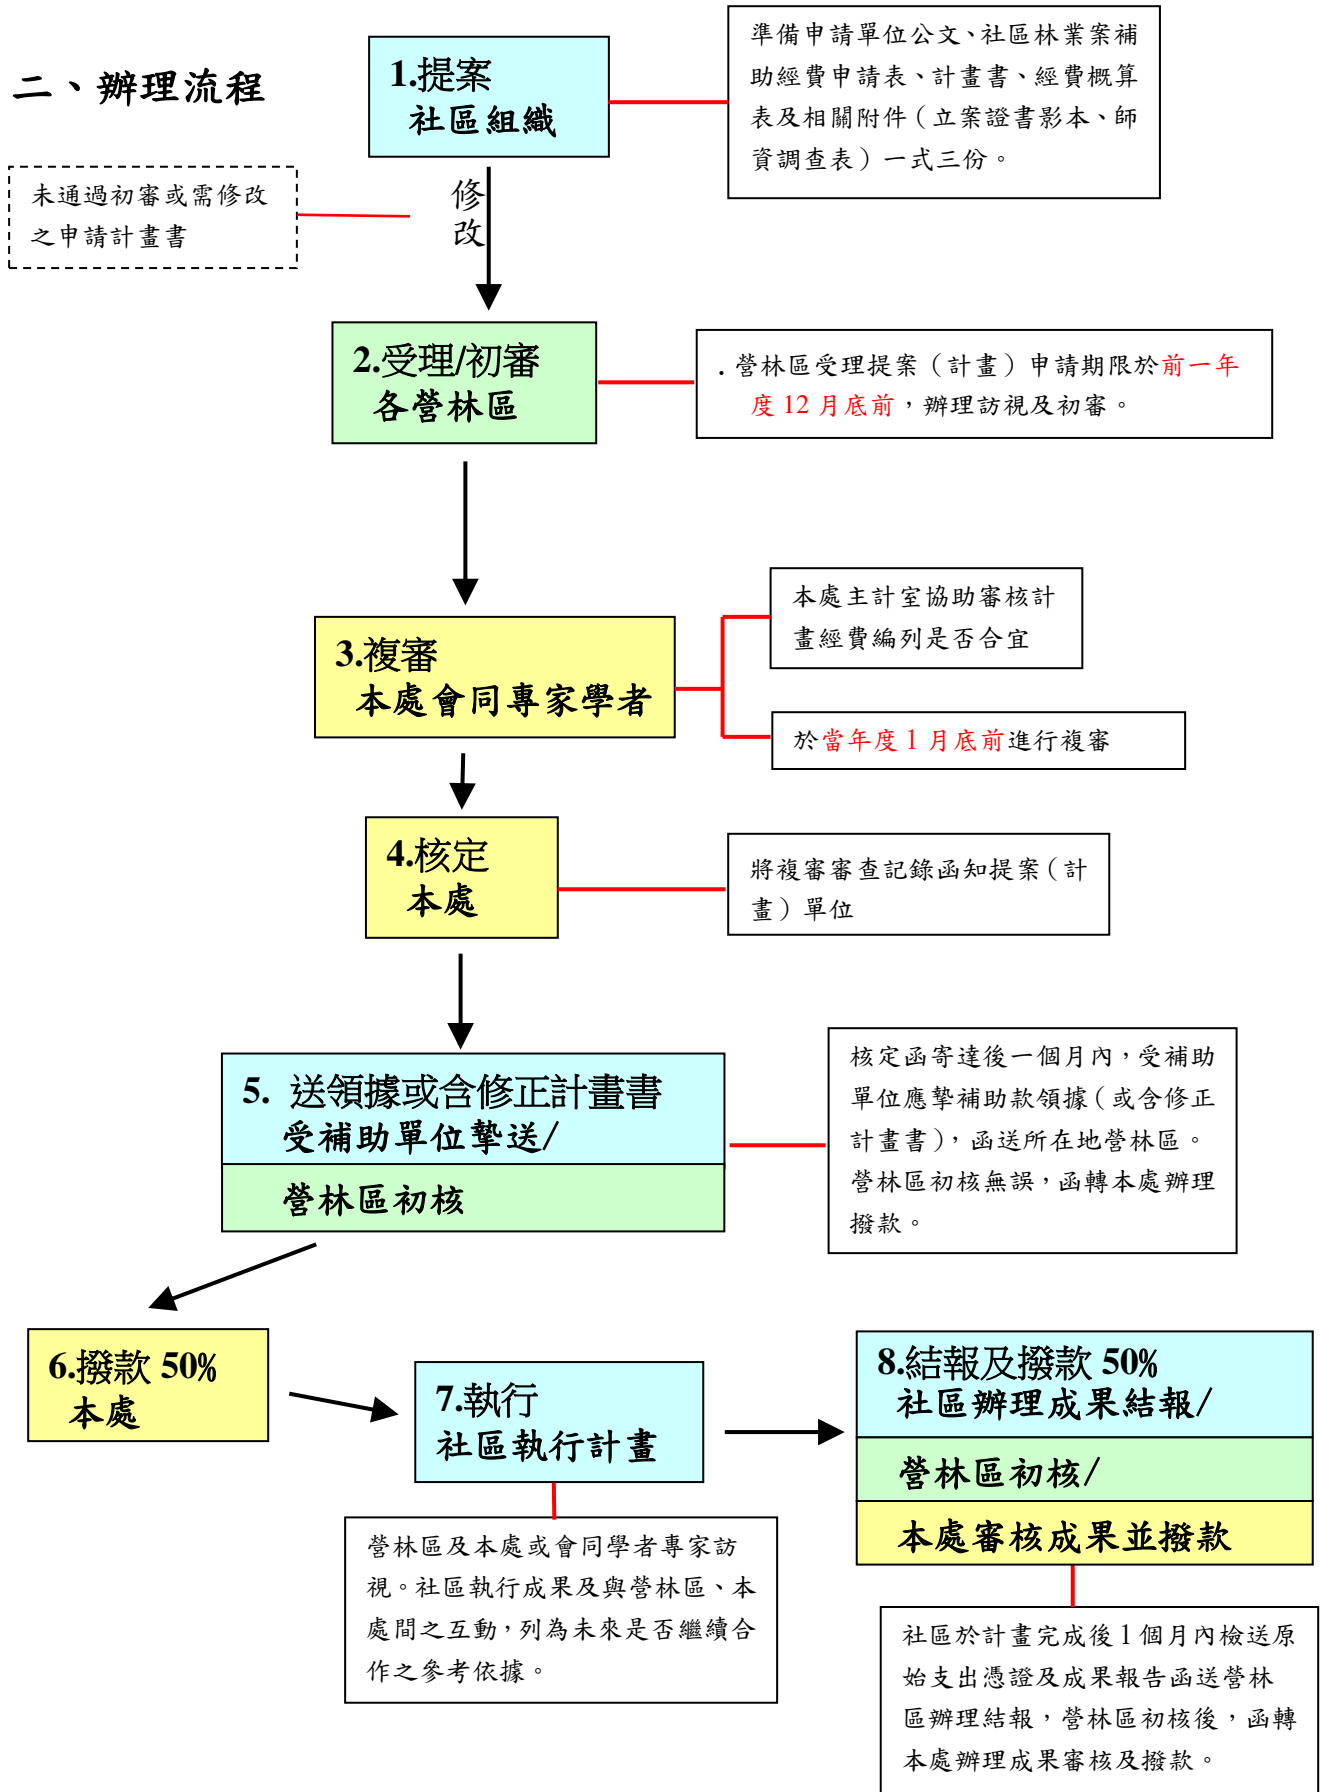 二、辦理流程
1.提案
社區組織
準備申請單位公文、社區林業案補
助經費申請表、計畫書、經費概算
表及相關附件（立案證書影本、師
資調查表）一式三份。
未通過初審或需修改
之申請計畫書
修
改
2.受理/初審
各營林區
．營林區受理提案（計畫）申請期限於前一年
度 12 月底前，辦理訪視及初審。
3.複審
本處會同專家學者
本處主計室協助審核計
畫經費編列是否合宜
於當年度 1 月底前進行複審
4.核定
本處
將複審審查記錄函知提案（計
畫）單位
5. 送領據或含修正計畫書
受補助單位掣送/
營林區初核
核定函寄達後一個月內，受補助
單位應掣補助款領據（或含修正
計畫書），函送所在地營林區。
營林區初核無誤，函轉本處辦理
撥款。
6.撥款 50%
本處
7.執行
社區執行計畫
營林區及本處或會同學者專家訪
視。社區執行成果及與營林區、本
處間之互動，列為未來是否繼續合
作之參考依據。
8.結報及撥款 50%
社區辦理成果結報/
營林區初核/
本處審核成果並撥款
社區於計畫完成後 1 個月內檢送原
始支出憑證及成果報告函送營林
區辦理結報，營林區初核後，函轉
本處辦理成果審核及撥款。